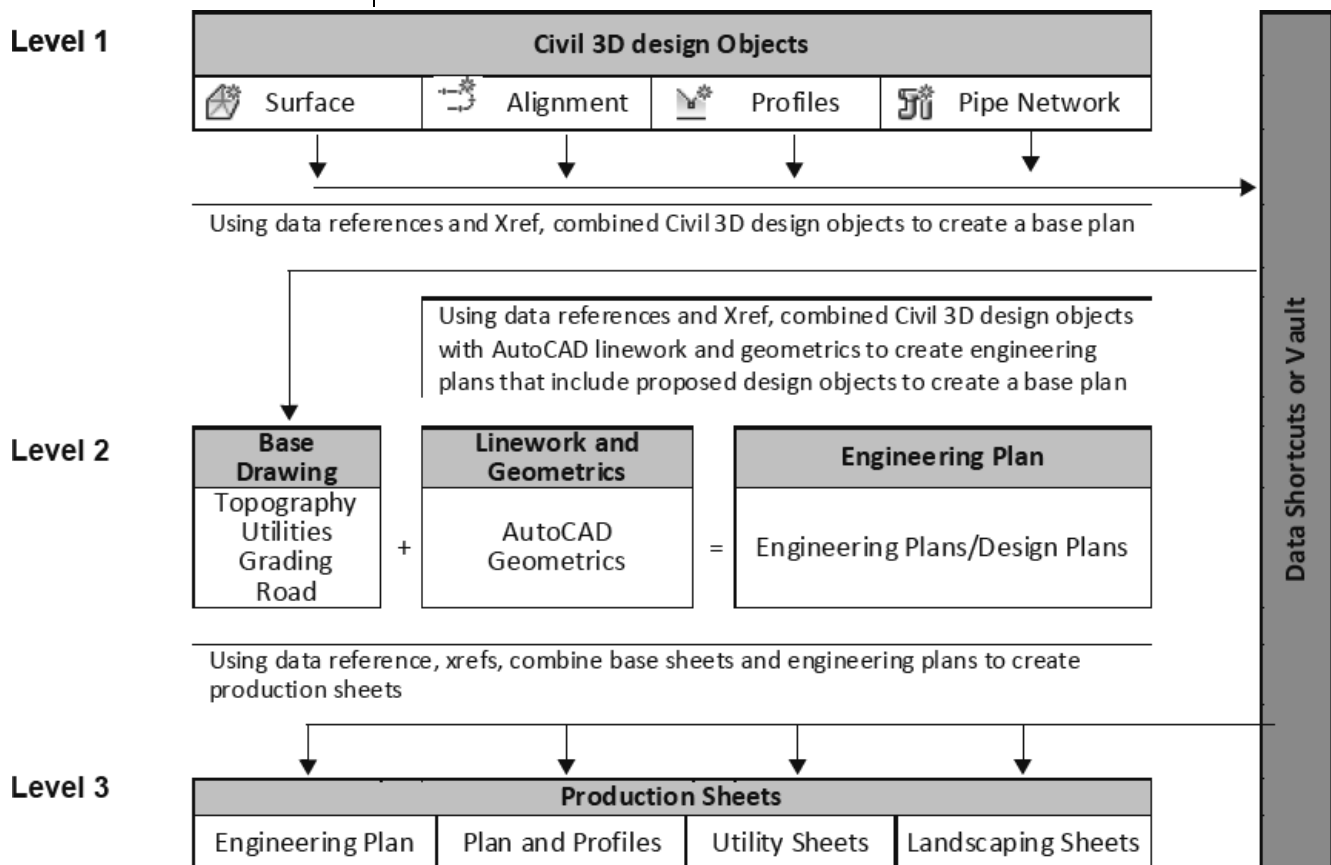 Level 1
Civil 3D design Objects
Surface
Alignment
Profiles
Pipe Network
Using data references and Xref, combined Civil 3D design objects to create a base plan
Using data references and Xref, combined Civil 3D design objects
with AutoCAD linework and geometrics to create engineering
plans that include proposed design objects to create a base plan
Data Shortcuts or Vault
Level 2
Base
Drawing
Topography
Utilities
Grading
Road
+
Linework and
Geometrics
AutoCAD
Geometrics
=
Engineering Plan
Engineering Plans/Design Plans
Using data reference, xrefs, combine base sheets and engineering plans to create
production sheets
Level 3
Production Sheets
Engineering Plan
Plan and Profiles
Utility Sheets
Landscaping Sheets